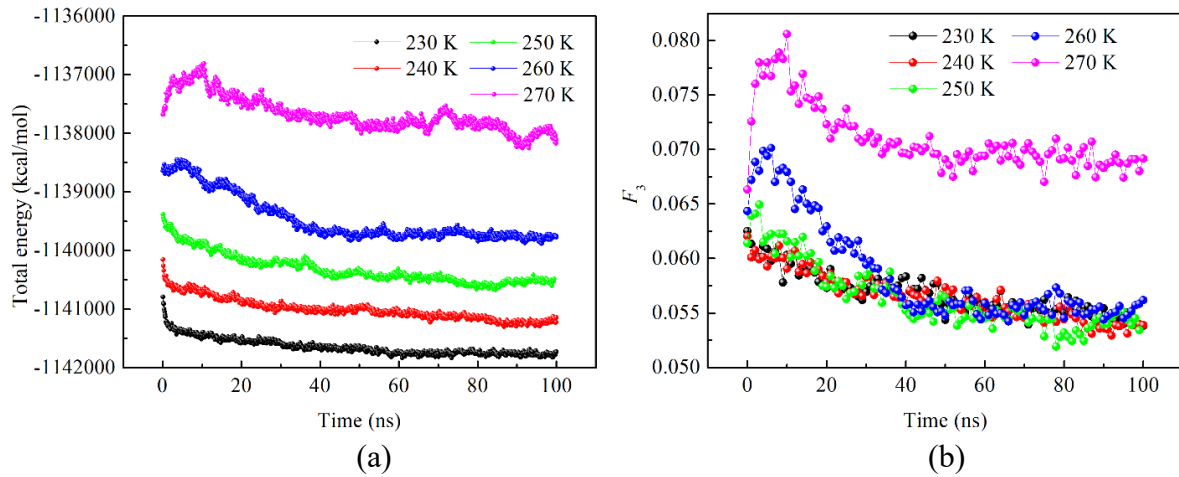 -1136000
-1137000
-1138000
-1139000
-1140000
-1141000
-1142000
Total energy (kcal/mol)
230 K
250 K
240 K
260 K
270 K
0
20
40
60
80
100
Time (ns)
(a)
0.080
0.075
0.070
0.065
0.060
0.055
0.050
F3
230 K
260 K
240 K
270 K
250 K
0
20
40
60
80
100
Time (ns)
(b)